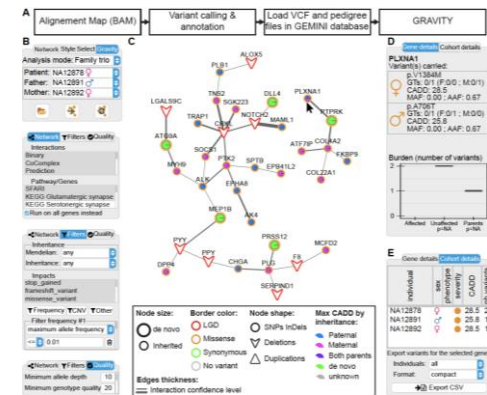 A
Alignement Map (BAM)
Variant calling &
annotation
Load VCF and pedigree
files in GEMINI database
GRAVITY
B
Network Style Select Gravity
Analysis mode: Family trio
Patient: NA12878
Father: NA12891
Mother: NA12892
Network Filters Quality
Interactions
Binary
CoComplex
Prediction
Pathway/Genes
SFARI
KEGG Glutamatergic synapse
KEGG Serotonergic synapse
Run on all genes instead
Network Filters Quality
Inheritance
Mendelian: any
Inheritance: any
Impacts
stop_gained
frameshift_variant
missense_variant
Frequency CNV Other
Filter frequency #1
maximum allele frequency
<= 0.01
Network Filters Quality
Minimum allele depth 10
Minimum genotype quality 20
C
ALOX5
PLB1
TNS2
DLL4
PLXNA1
LGALS9C
SGK223
NOTCH2
PTPRK
TRAP1
MAML1
ATG9A
SOCS1
ATF7IP
COL4A2
FKBP9
MYH9
PTK2
SPTB
EPB41L2
COL22A1
ALK
EPHA8
MEP1B
AK4
PYY
PRSS12
PPY
F8
MCFD2
DPP4
CHGA
PLG
SERPIND1
Node size:
de novo
Inherited
Border color:
LGD
Missense
Synonymous
No variant
Node shape:
SNPs InDels
Deletions
Duplications
Max CADD by
inheritance:
Paternal
Maternal
Both parents
de novo
unknown
Edges thickness:
Interaction confidence level
D
Gene details Cohort details
PLXNA1
Variant(s) carried:
p.V1384M
GTs: 0/1 (F:0/0 ; M:0/1)
CADD: 28.5
MAF: 0.00 ; AAF: 0.67
p.A706T
GTs: 0/1 (F:0/1 ; M:0/0)
CADD: 25.8
MAF: 0.00 ; AAF: 0.67
Burden (number of variants)
2
1
0
Affected Unaffected Parents
p=NA p=NA
E
Gene details Cohort details
individual
sex
phenotype
severity
CADD
NA12878 28.5
NA12891 25.8
NA12892 28.5
Export variants for the selected gene
Individuals: all
Format: compact
Export CSV